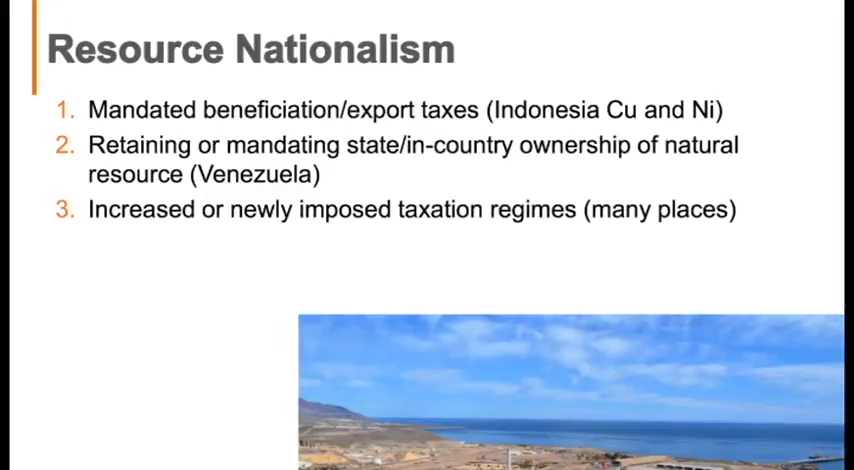 Resource Nationalism
1. Mandated beneficiation/export taxes (Indonesia Cu and Ni)
2. Retaining or mandating state/in-country ownership of natural
resource (Venezuela)
3. Increased or newly imposed taxation regimes (many places)